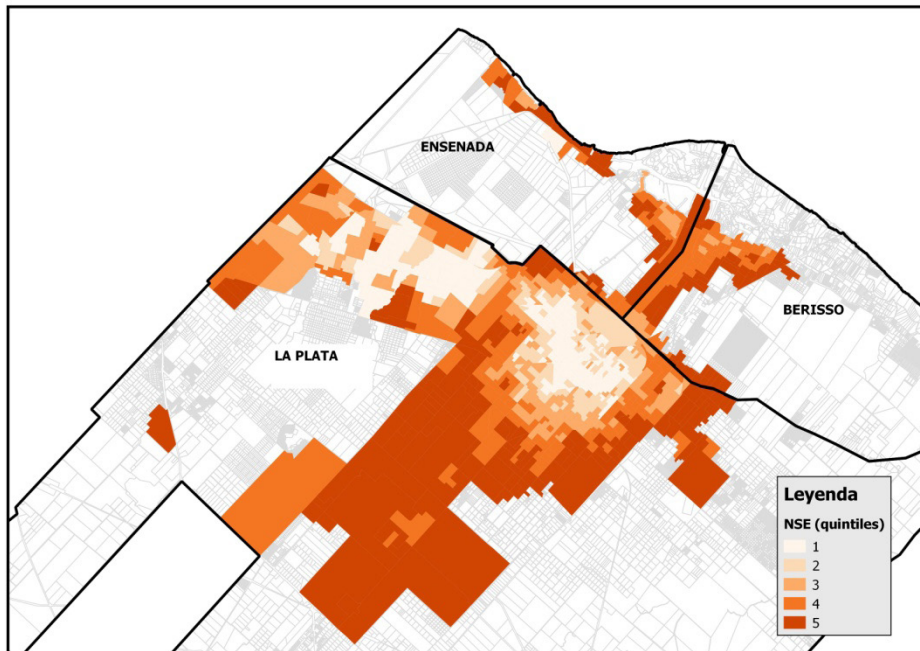 ENSENADA
BERISSO
LA PLATA
Leyenda
NSE (quintiles)
1
2
3
4
5